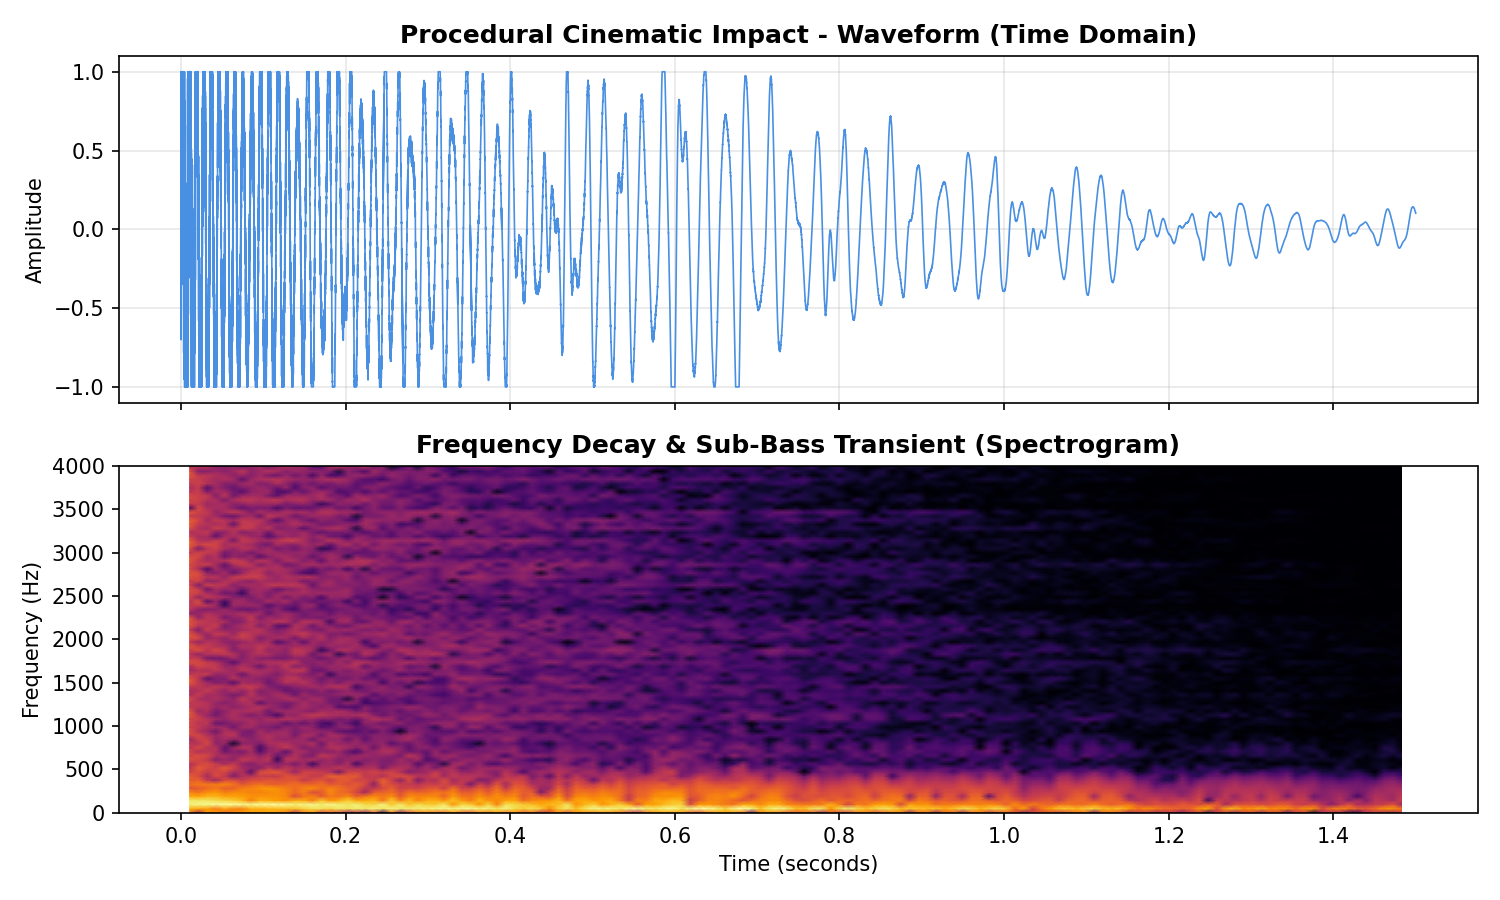 Procedural Cinematic Impact - Waveform (Time Domain)
1.0
0.5
0.0
−0.5
−1.0
Amplitude
Frequency Decay & Sub-Bass Transient (Spectrogram)
4000
3500
3000
2500
2000
1500
1000
500
0
Frequency (Hz)
0.0 0.2 0.4 0.6 0.8 1.0 1.2 1.4
Time (seconds)